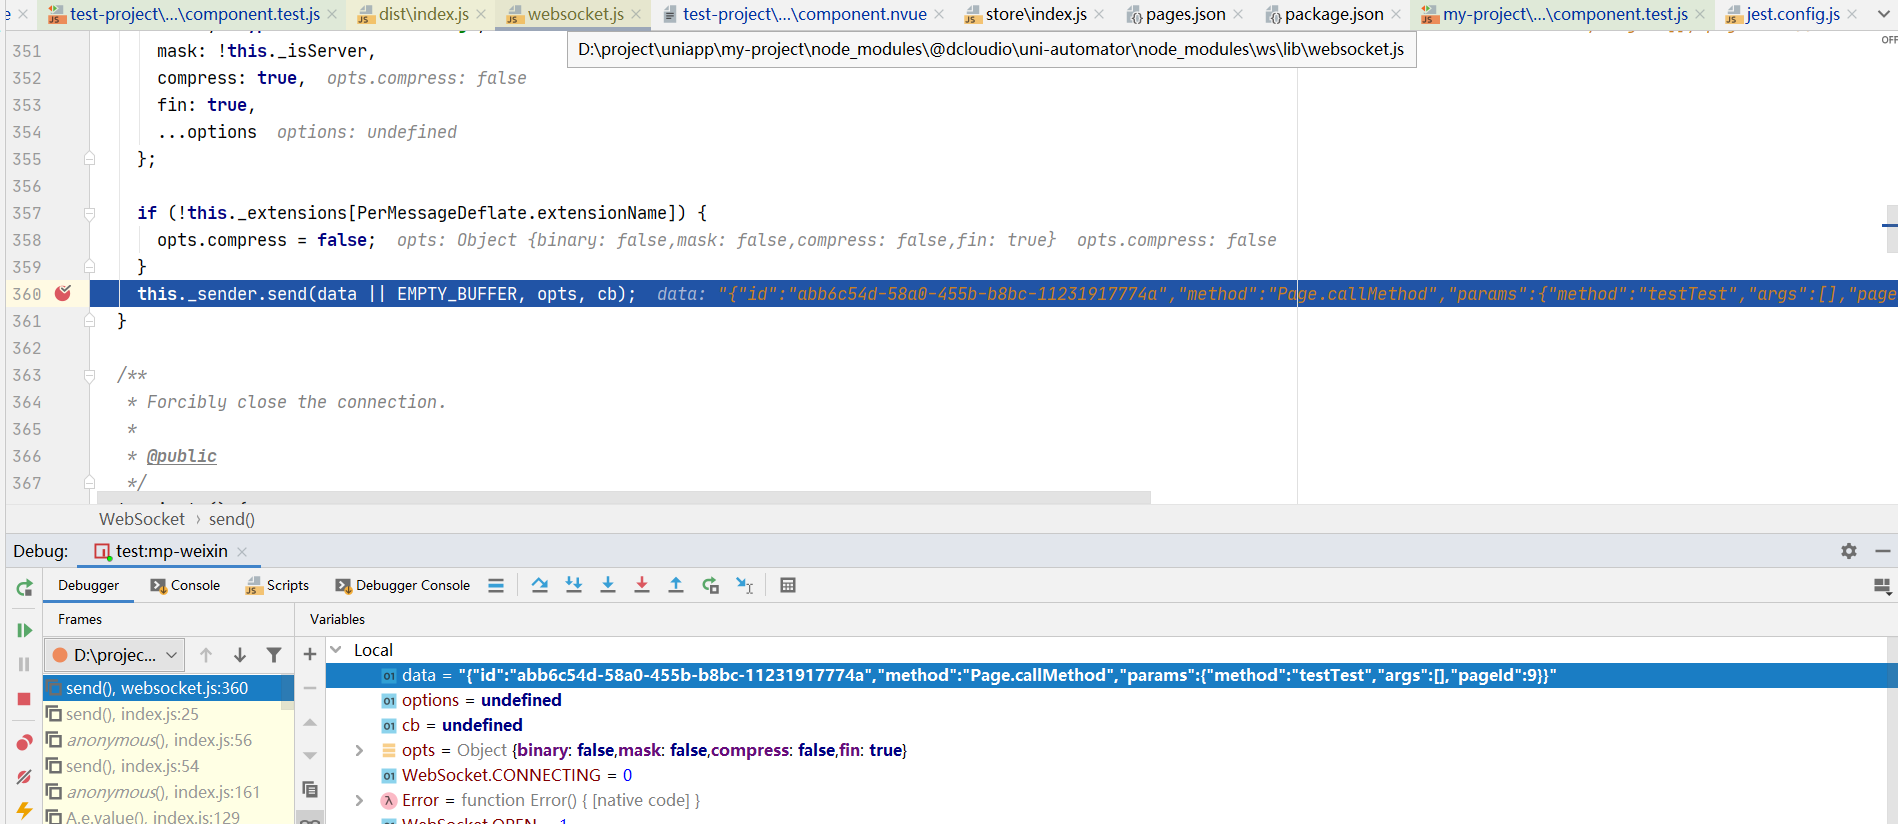 e
test-project\...\component.test.js
dist\index.js
websocket.js
test-project\...\component.nvue
store\index.js
pages.json
package.json
my-project\...\component.test.js
jest.config.js
D:\project\uniapp\my-project\node_modules\@dcloudio\uni-automator\node_modules\ws\lib\websocket.js
OFF
351 mask: !this._isServer,
352 compress: true, opts.compress: false
353 fin: true,
354 ...options options: undefined
355 };
356
357 if (!this._extensions[PerMessageDeflate.extensionName]) {
358 opts.compress = false; opts: Object {binary: false,mask: false,compress: false,fin: true} opts.compress: false
359 }
360 this._sender.send(data || EMPTY_BUFFER, opts, cb); data: "{"id":"abb6c54d-58a0-455b-b8bc-11231917774a","method":"Page.callMethod","params":{"method":"testTest","args":[],"page
361 }
362
363 /**
364 * Forcibly close the connection.
365 *
366 * @public
367 */
WebSocket › send()
Debug: test:mp-weixin
Debugger Console Scripts Debugger Console
Frames
Variables
D:\projec...
Local
send(), websocket.js:360
data = "{"id":"abb6c54d-58a0-455b-b8bc-11231917774a","method":"Page.callMethod","params":{"method":"testTest","args":[],"pageId":9}}"
send(), index.js:25
options = undefined
anonymous(), index.js:56
cb = undefined
send(), index.js:54
opts = Object {binary: false,mask: false,compress: false,fin: true}
anonymous(), index.js:161
WebSocket.CONNECTING = 0
A.e.value(), index.js:129
Error = function Error() { [native code] }
WebSocket.OPEN = 1